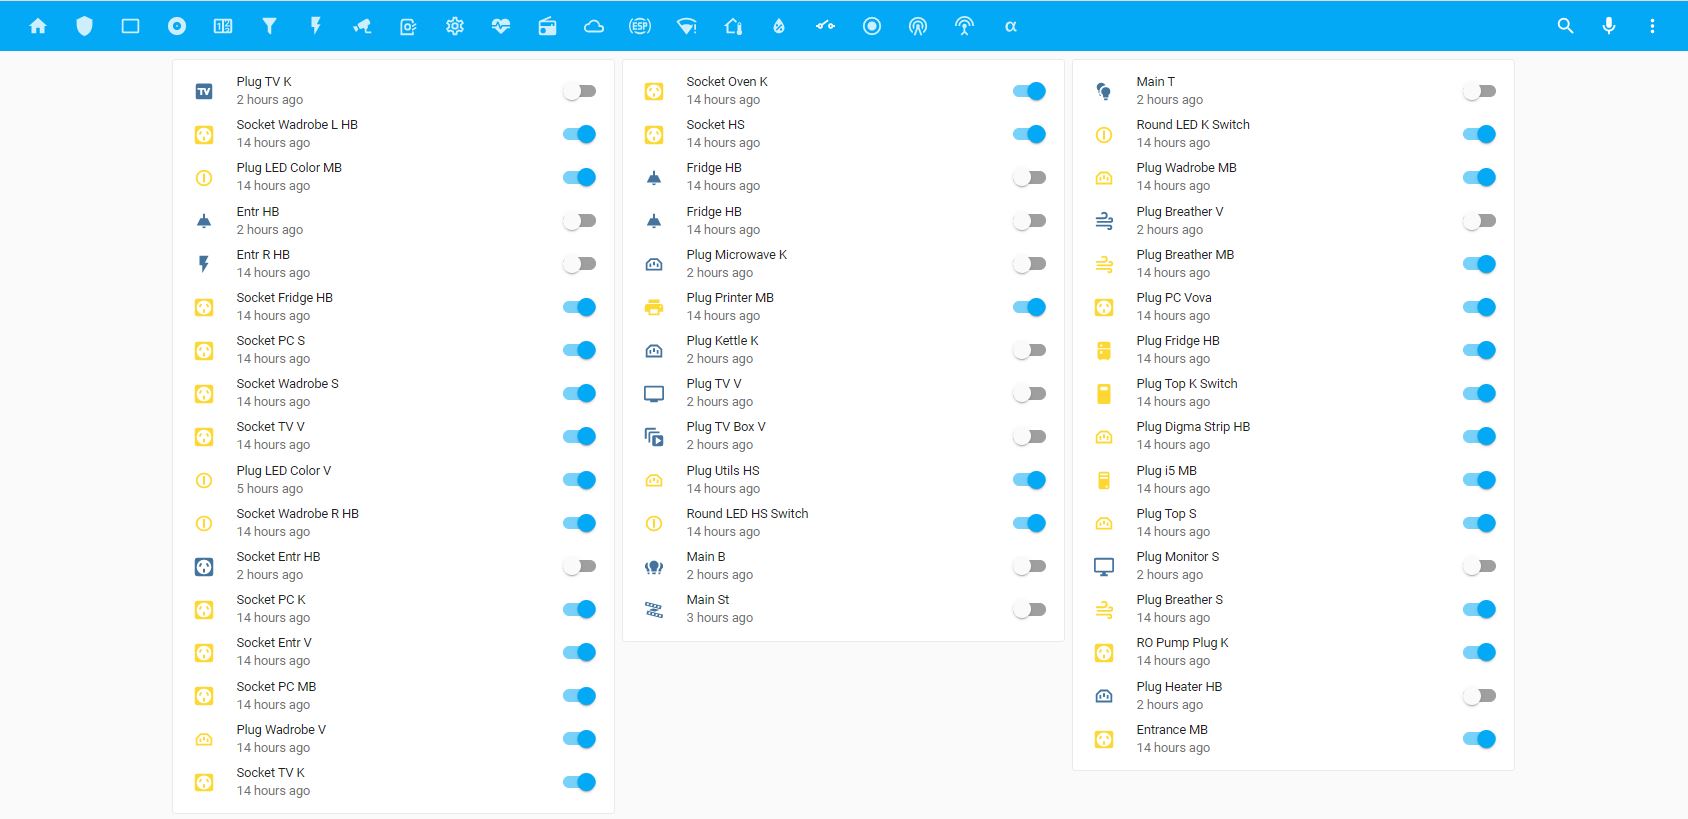 ESP
α
TV
Plug TV K
2 hours ago
Socket Wadrobe L HB
14 hours ago
Plug LED Color MB
14 hours ago
Entr HB
2 hours ago
Entr R HB
14 hours ago
Socket Fridge HB
14 hours ago
Socket PC S
14 hours ago
Socket Wadrobe S
14 hours ago
Socket TV V
14 hours ago
Plug LED Color V
5 hours ago
Socket Wadrobe R HB
14 hours ago
Socket Entr HB
2 hours ago
Socket PC K
14 hours ago
Socket Entr V
14 hours ago
Socket PC MB
14 hours ago
Plug Wadrobe V
14 hours ago
Socket TV K
14 hours ago
Socket Oven K
14 hours ago
Socket HS
14 hours ago
Fridge HB
14 hours ago
Fridge HB
14 hours ago
Plug Microwave K
2 hours ago
Plug Printer MB
14 hours ago
Plug Kettle K
2 hours ago
Plug TV V
2 hours ago
Plug TV Box V
2 hours ago
Plug Utils HS
14 hours ago
Round LED HS Switch
14 hours ago
Main B
2 hours ago
Main St
3 hours ago
Main T
2 hours ago
Round LED K Switch
14 hours ago
Plug Wadrobe MB
14 hours ago
Plug Breather V
2 hours ago
Plug Breather MB
14 hours ago
Plug PC Vova
14 hours ago
Plug Fridge HB
14 hours ago
Plug Top K Switch
14 hours ago
Plug Digma Strip HB
14 hours ago
Plug i5 MB
14 hours ago
Plug Top S
14 hours ago
Plug Monitor S
2 hours ago
Plug Breather S
14 hours ago
RO Pump Plug K
14 hours ago
Plug Heater HB
2 hours ago
Entrance MB
14 hours ago